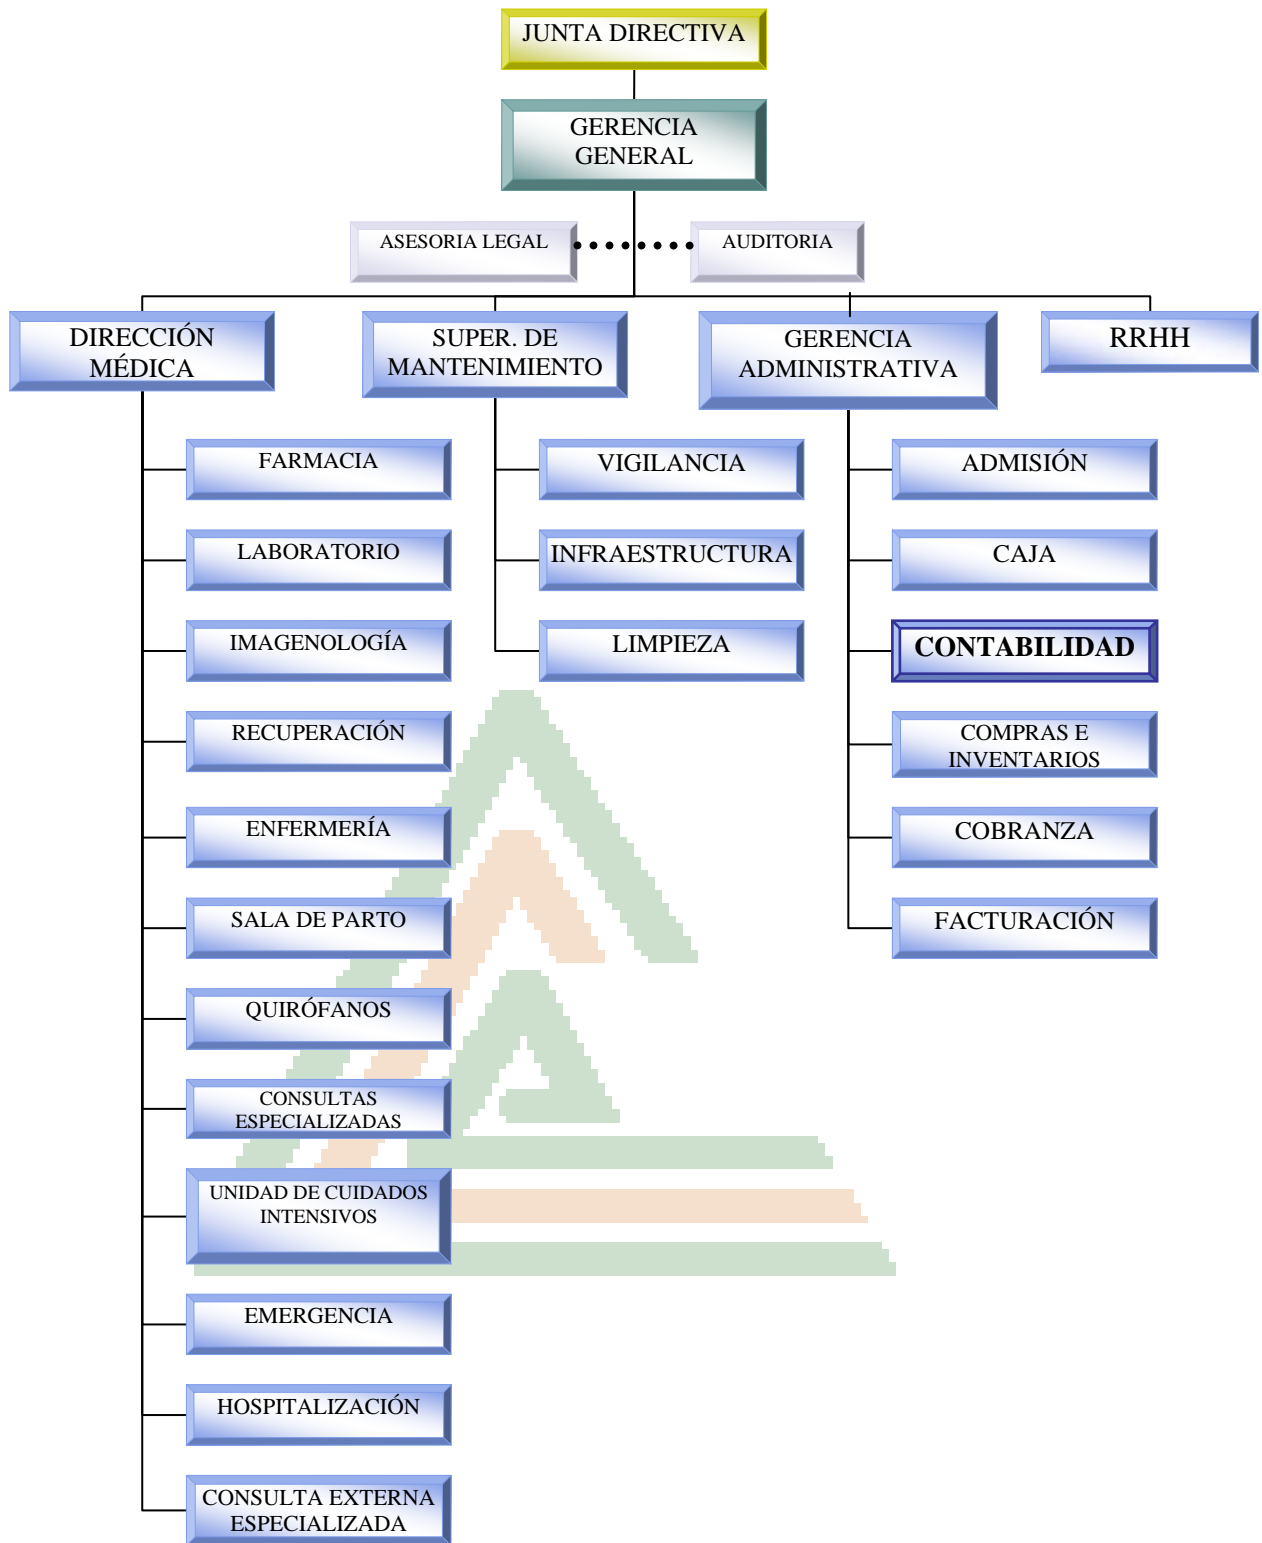 JUNTA DIRECTIVA
GERENCIA
GENERAL
ASESORIA LEGAL
AUDITORIA
DIRECCIÓN
MÉDICA
SUPER. DE
MANTENIMIENTO
GERENCIA
ADMINISTRATIVA
RRHH
FARMACIA
LABORATORIO
IMAGENOLOGÍA
RECUPERACIÓN
ENFERMERÍA
SALA DE PARTO
QUIRÓFANOS
CONSULTAS
ESPECIALIZADAS
UNIDAD DE CUIDADOS
INTENSIVOS
EMERGENCIA
HOSPITALIZACIÓN
CONSULTA EXTERNA
ESPECIALIZADA
VIGILANCIA
INFRAESTRUCTURA
LIMPIEZA
ADMISIÓN
CAJA
CONTABILIDAD
COMPRAS E
INVENTARIOS
COBRANZA
FACTURACIÓN